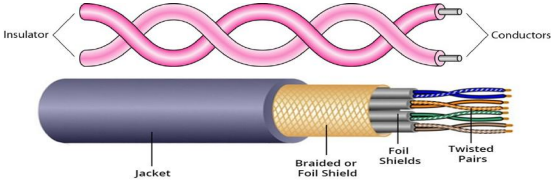 Insulator
Conductors
Jacket
Braided or
Foil Shield
Foil
Shields
Twisted
Pairs